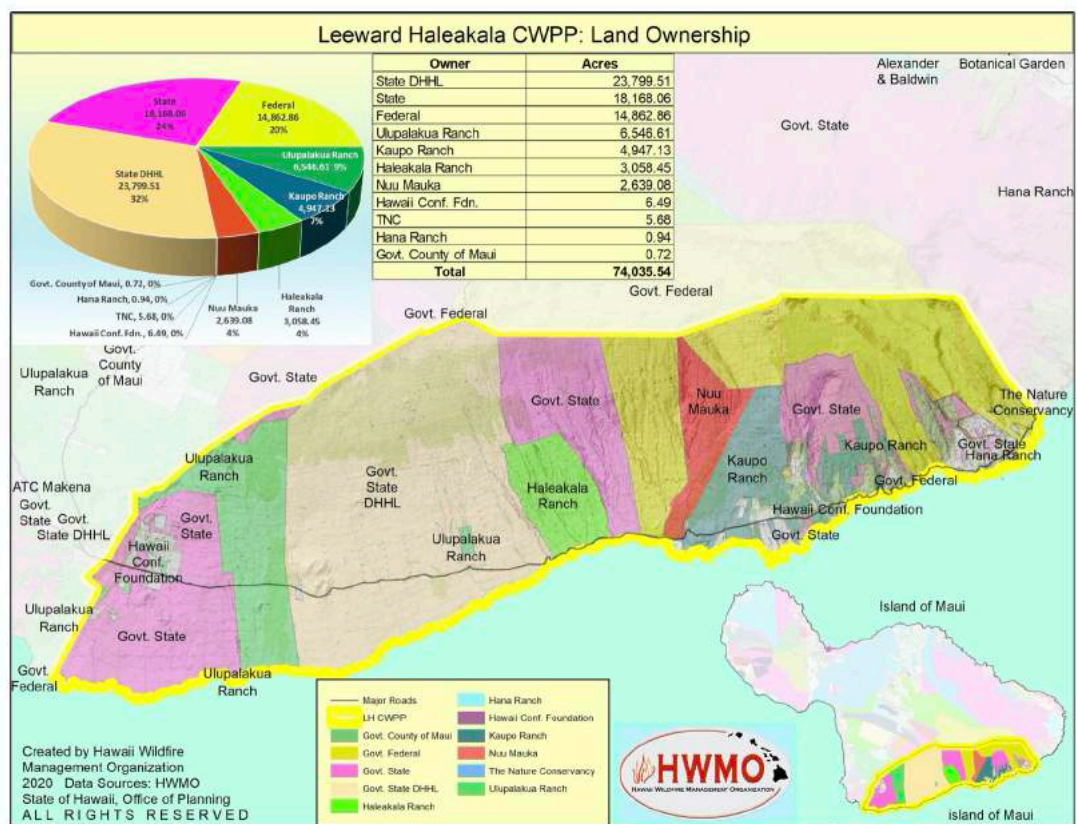 Leeward Haleakala CWPP: Land Ownership
State
18,168.06
24%
Federal
14,862.86
20%
Ulupalakua Ranch
6,546.61 9%
Kaupo Ranch
4,947.13
7%
State DHHL
23,799.51
32%
Govt. County of Maui, 0.72, 0%
Hana Ranch, 0.94, 0%
TNC, 5.68, 0%
Hawaii Conf. Fdn., 6.49, 0%
Nuu Mauka
2,639.08
4%
Haleakala
Ranch
3,058.45
4%
Owner Acres
State DHHL 23,799.51
State 18,168.06
Federal 14,862.86
Ulupalakua Ranch 6,546.61
Kaupo Ranch 4,947.13
Haleakala Ranch 3,058.45
Nuu Mauka 2,639.08
Hawaii Conf. Fdn. 6.49
TNC 5.68
Hana Ranch 0.94
Govt. County of Maui 0.72
Total 74,035.54
Alexander
& Baldwin
Botanical Garden
Govt. State
Hana Ranch
Govt. Federal
Govt. Federal
Govt.
County
of Maui
Ulupalakua
Ranch
Govt. State
Govt. State
Nuu
Mauka
Govt. State
The Nature
Conservancy
Kaupo Ranch
Govt. State
Hana Ranch
Ulupalakua
Ranch
Govt.
State
DHHL
Haleakala
Ranch
Kaupo
Ranch
Govt. Federal
Hawaii Conf. Foundation
Govt. State
ATC Makena
Govt.
State
Govt.
State DHHL
Govt.
State
Hawaii
Conf.
Foundation
Ulupalakua
Ranch
Ulupalakua
Ranch
Govt. State
Govt.
Federal
Ulupalakua
Ranch
Island of Maui
Major Roads
LH CWPP
Govt. County of Maui
Govt. Federal
Govt. State
Govt. State DHHL
Haleakala Ranch
Hana Ranch
Hawaii Conf. Foundation
Kaupo Ranch
Nuu Mauka
The Nature Conservancy
Ulupalakua Ranch
HWMO
HAWAII WILDFIRE MANAGEMENT ORGANIZATION
island of Maui
Created by Hawaii Wildfire
Management Organization
2020 Data Sources: HWMO
State of Hawaii, Office of Planning
ALL RIGHTS RESERVED